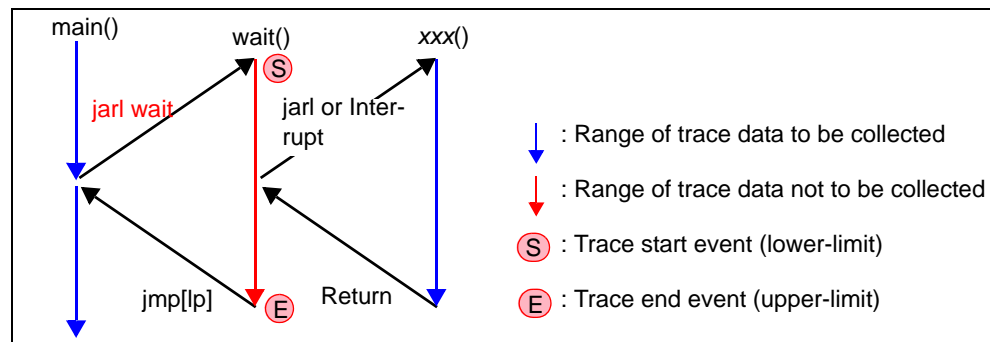 main()
wait()
xxx()
S
jarl wait
jarl or Inter-
rupt
jmp[lp]
E
Return
: Range of trace data to be collected
: Range of trace data not to be collected
S : Trace start event (lower-limit)
E : Trace end event (upper-limit)